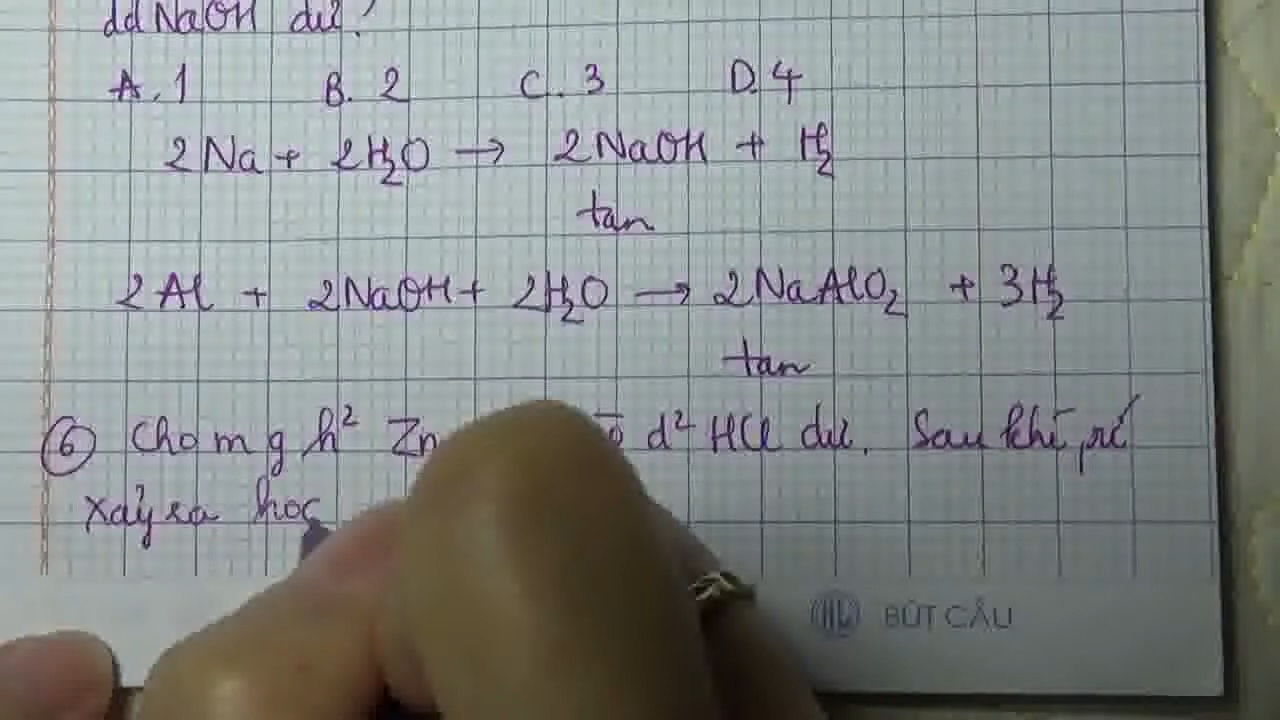 dd NaOH dư?
A. 1 B. 2 C. 3 D. 4
2Na + 2H₂O → 2NaOH + H₂
tan
2Al + 2NaOH + 2H₂O → 2NaAlO₂ + 3H₂
tan
⑥ Cho m g h² Zn d² HCl dư. Sau khi pứ
xảy ra
BÚT CẦU